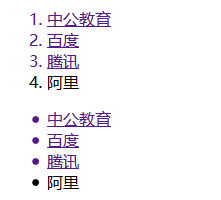 1. 中公教育
2. 百度
3. 腾讯
4. 阿里
• 中公教育
• 百度
• 腾讯
• 阿里